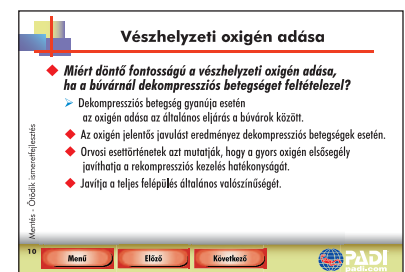 Vészhelyzeti oxigén adása
Miért döntő fontosságú a vészhelyzeti oxigén adása,
ha a búvárnál dekompressziós betegséget feltételezel?
Dekompressziós betegség gyanúja esetén
az oxigén adása az általános eljárás a búvárok között.
Az oxigén jelentős javulást eredményez dekompressziós betegségek esetén.
Orvosi esettörténetek azt mutatják, hogy a gyors oxigén elsősegély
javíthatja a rekompressziós kezelés hatékonyságát.
Javítja a teljes felépülés általános valószínűségét.
Mentés - Ötödik ismeretfejlesztés
10
Menü
Előző
Következő
PADI
padi.com